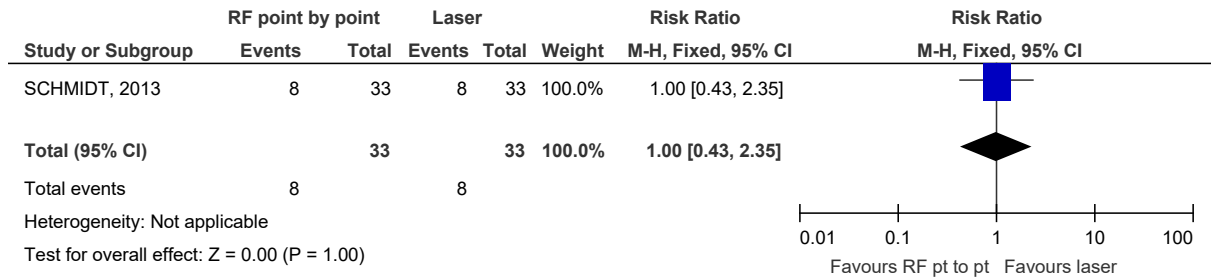 RF point by point Laser Risk Ratio Risk Ratio
Study or Subgroup Events Total Events Total Weight M-H, Fixed, 95% CI M-H, Fixed, 95% CI
SCHMIDT, 2013 8 33 8 33 100.0% 1.00 [0.43, 2.35]
Total (95% CI) 33 33 100.0% 1.00 [0.43, 2.35]
Total events 8 8
Heterogeneity: Not applicable
Test for overall effect: Z = 0.00 (P = 1.00)
0.01 0.1 1 10 100
Favours RF pt to pt Favours laser